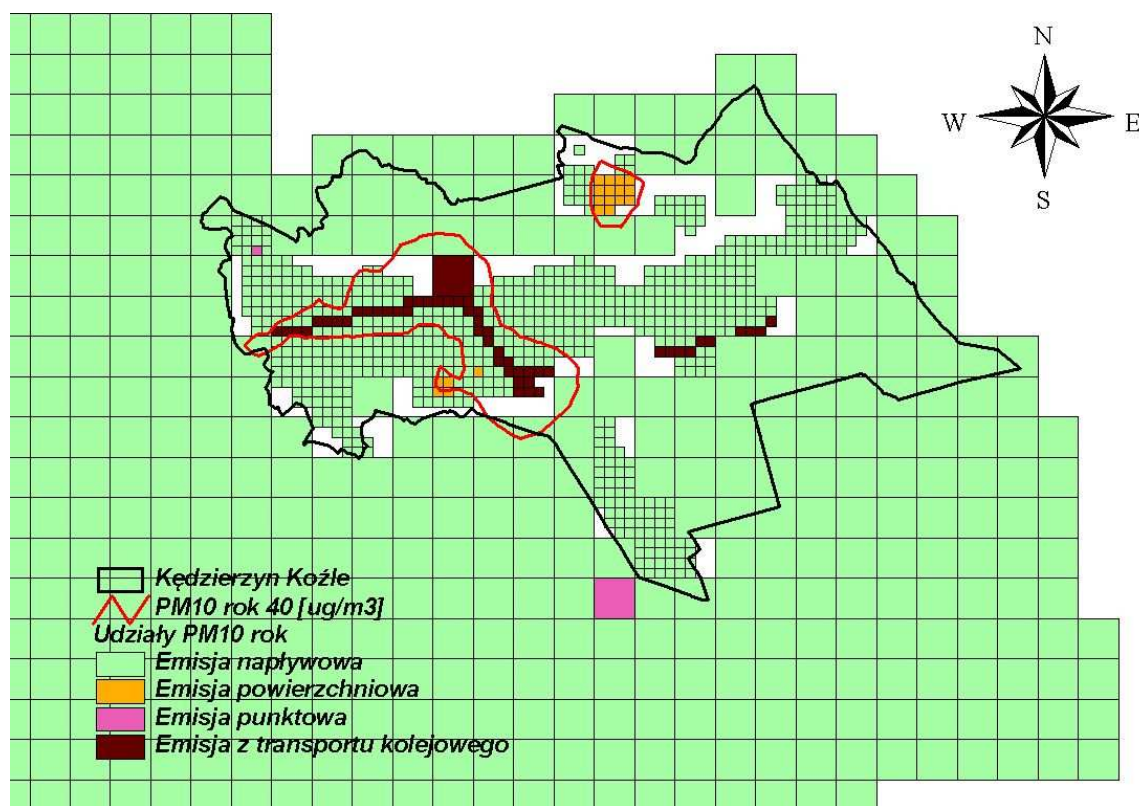 N
W E
S
Kędzierzyn Koźle
PM10 rok 40 [ug/m3]
Udziały PM10 rok
Emisja napływowa
Emisja powierzchniowa
Emisja punktowa
Emisja z transportu kolejowego